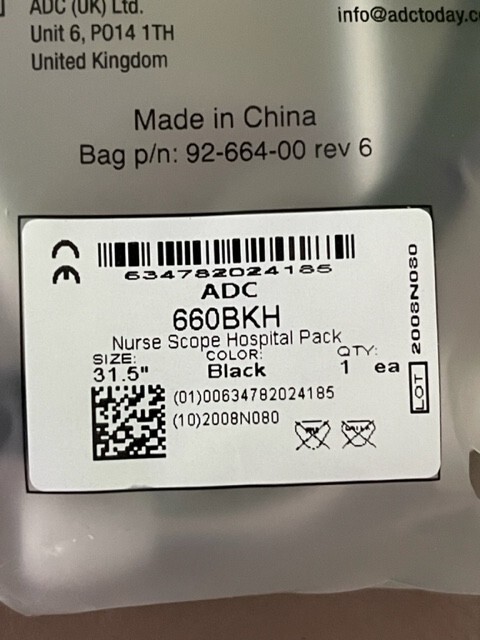 ADC (UK) Ltd.
Unit 6, PO14 1TH
United Kingdom
info@adctoday.c
Made in China
Bag p/n: 92-664-00 rev 6
CE
634782024185
ADC
660BKH
Nurse Scope Hospital Pack
SIZE: COLOR: QTY:
31.5" Black 1 ea
(01)00634782024185
(10)2008N080
LOT 2008N080